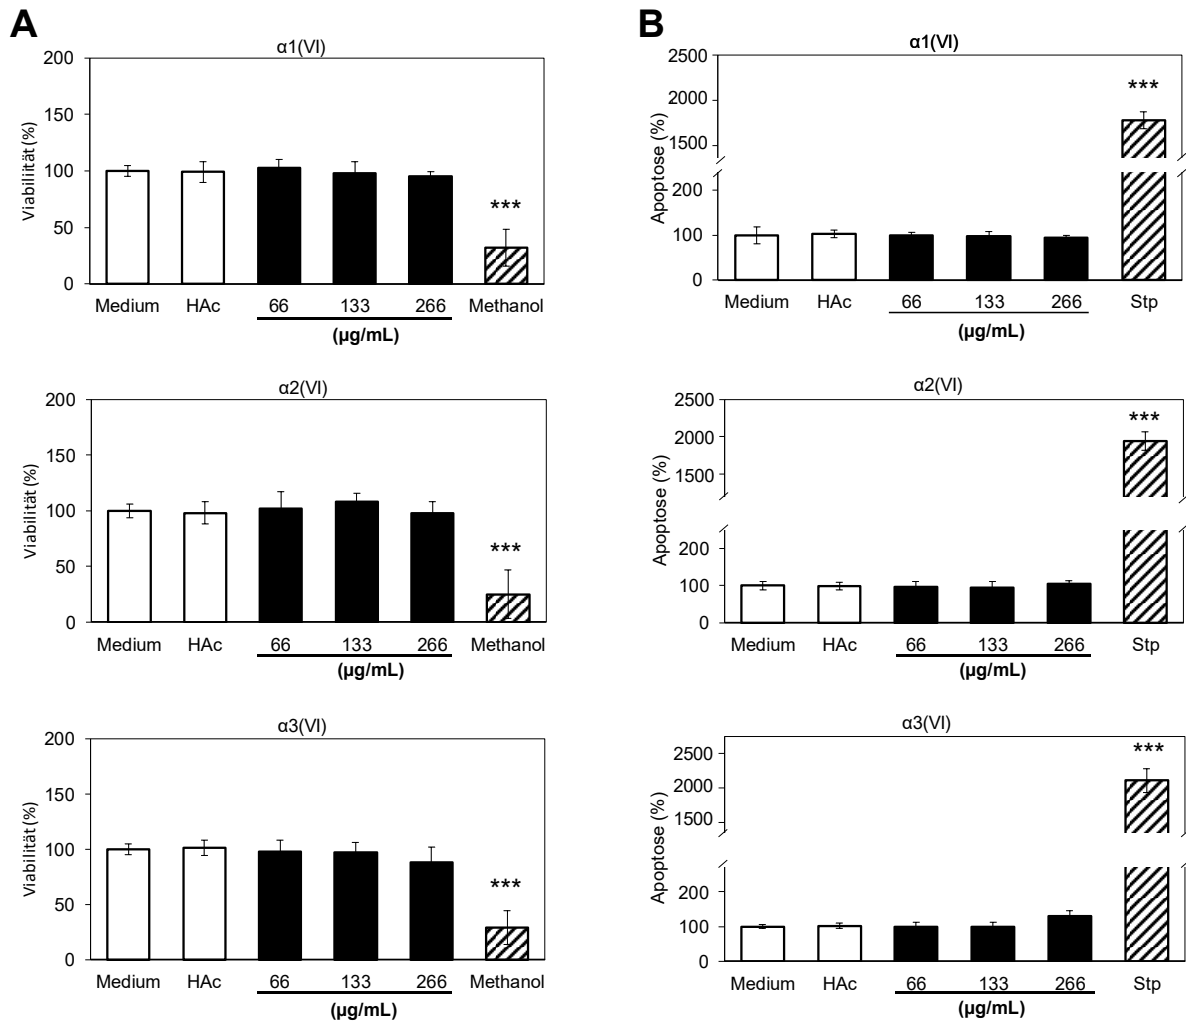 A
α1(VI)
Viabiliität (%)
200
150
100
50
0
***
Medium HAc 66 133 266 Methanol
(µg/mL)
α2(VI)
Viabilität (%)
200
150
100
50
0
***
Medium HAc 66 133 266 Methanol
(µg/mL)
α3(VI)
Viabilität (%)
200
150
100
50
0
***
Medium HAc 66 133 266 Methanol
(µg/mL)
B
α1(VI)
Apoptose (%)
2500
2000
1500
200
100
0
***
Medium HAc 66 133 266 Stp
(µg/mL)
α2(VI)
Apoptose (%)
2500
2000
1500
200
100
0
***
Medium HAc 66 133 266 Stp
(µg/mL)
α3(VI)
Apoptose (%)
2500
2000
1500
200
100
0
***
Medium HAc 66 133 266 Stp
(µg/mL)